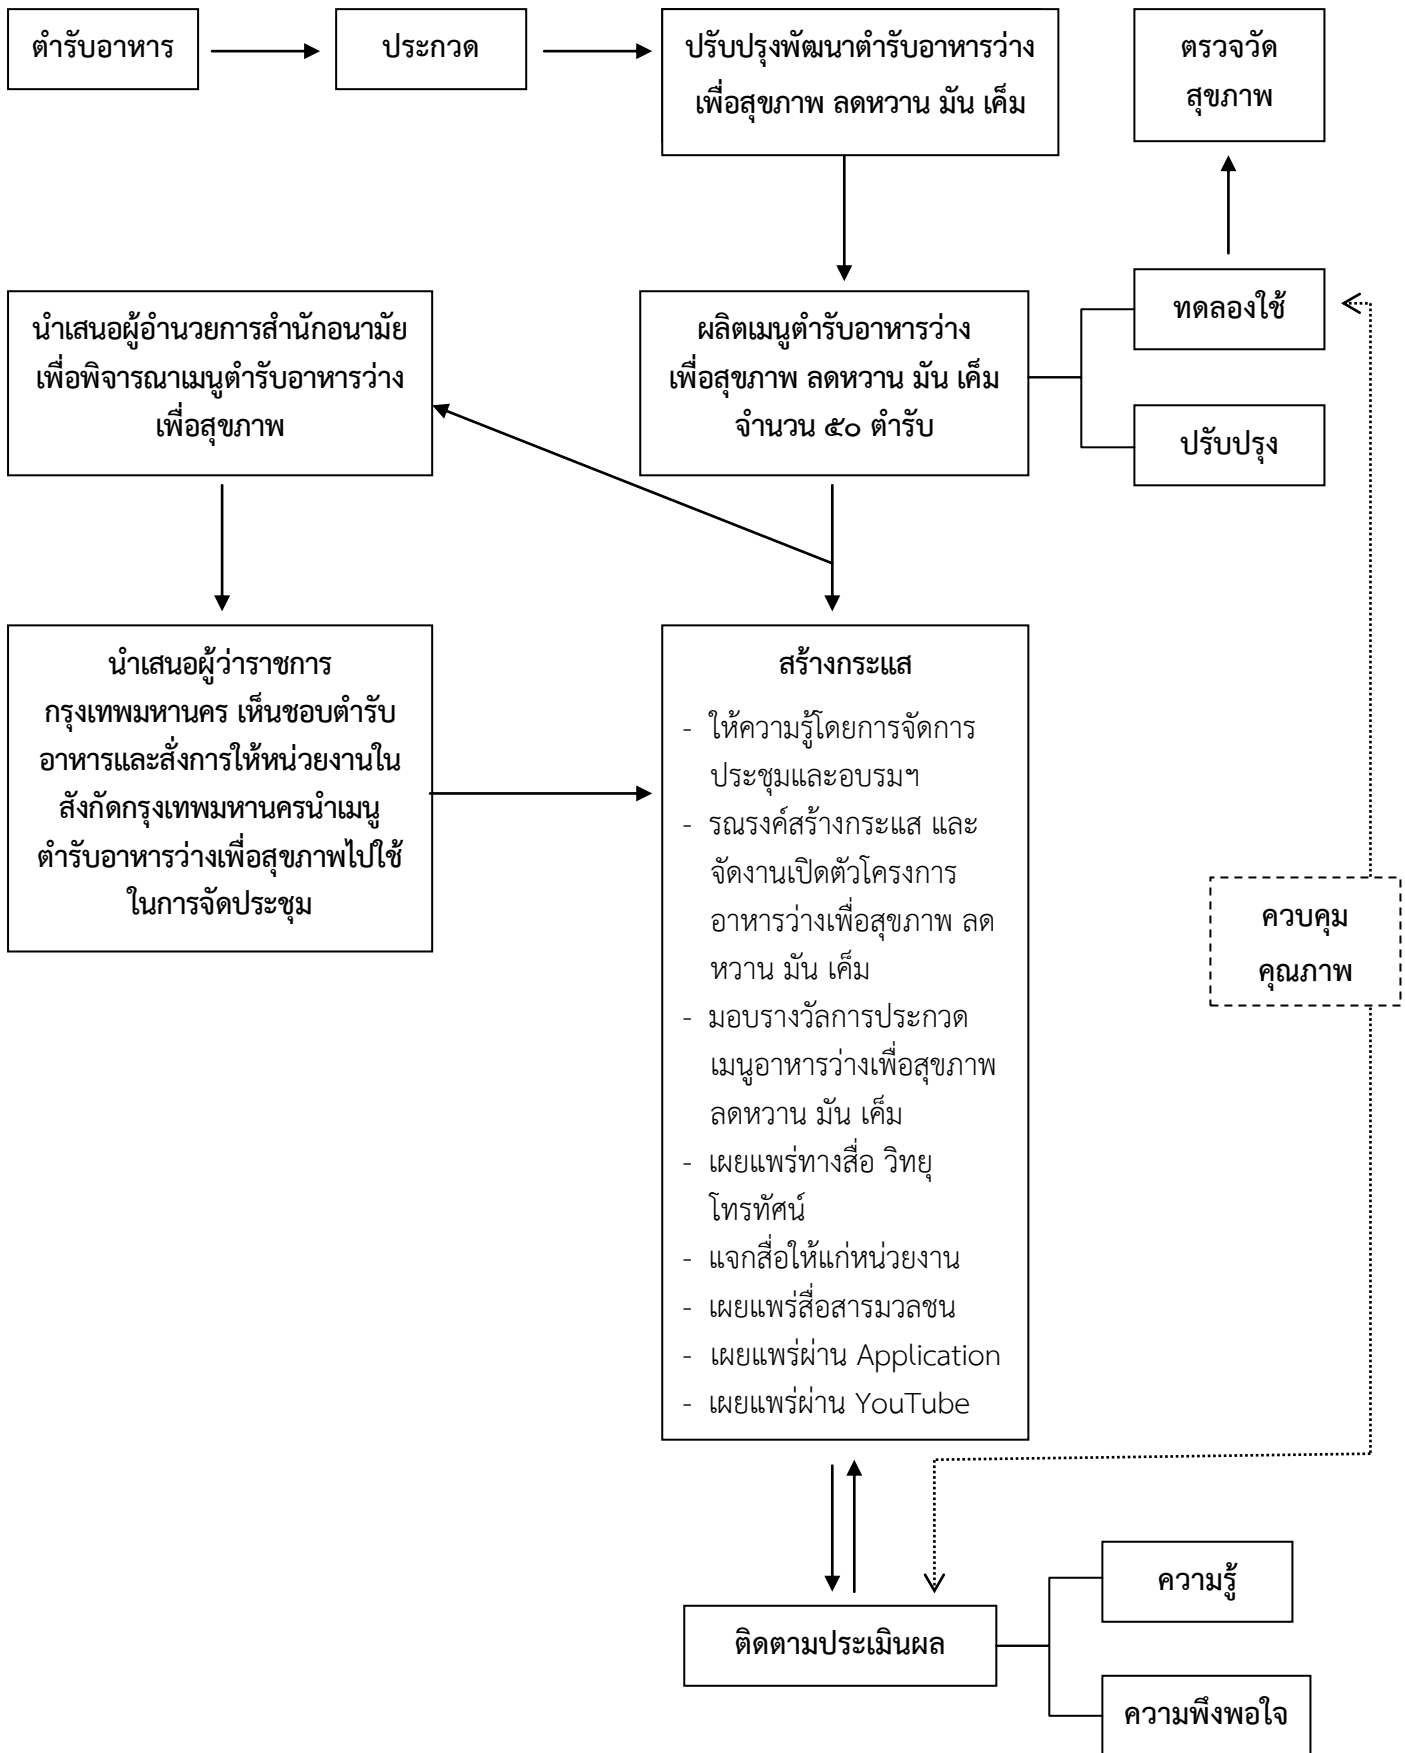 ตำรับอาหาร
ประกวด
ปรับปรุงพัฒนาตำรับอาหารว่าง
เพื่อสุขภาพ ลดหวาน มัน เค็ม
ตรวจวัด
สุขภาพ
นำเสนอผู้อำนวยการสำนักอนามัย
เพื่อพิจารณาเมนูตำรับอาหารว่าง
เพื่อสุขภาพ
ผลิตเมนูตำรับอาหารว่าง
เพื่อสุขภาพ ลดหวาน มัน เค็ม
จำนวน ๕๐ ตำรับ
ทดลองใช้
ปรับปรุง
นำเสนอผู้ว่าราชการ
กรุงเทพมหานคร เห็นชอบตำรับ
อาหารและสั่งการให้หน่วยงานใน
สังกัดกรุงเทพมหานครนำเมนู
ตำรับอาหารว่างเพื่อสุขภาพไปใช้
ในการจัดประชุม
สร้างกระแส
- ให้ความรู้โดยการจัดการ
ประชุมและอบรมฯ
- รณรงค์สร้างกระแส และ
จัดงานเปิดตัวโครงการ
อาหารว่างเพื่อสุขภาพ ลด
หวาน มัน เค็ม
- มอบรางวัลการประกวด
เมนูอาหารว่างเพื่อสุขภาพ
ลดหวาน มัน เค็ม
- เผยแพร่ทางสื่อ วิทยุ
โทรทัศน์
- แจกสื่อให้แก่หน่วยงาน
- เผยแพร่สื่อสารมวลชน
- เผยแพร่ผ่าน Application
- เผยแพร่ผ่าน YouTube
ควบคุม
คุณภาพ
ติดตามประเมินผล
ความรู้
ความพึงพอใจ